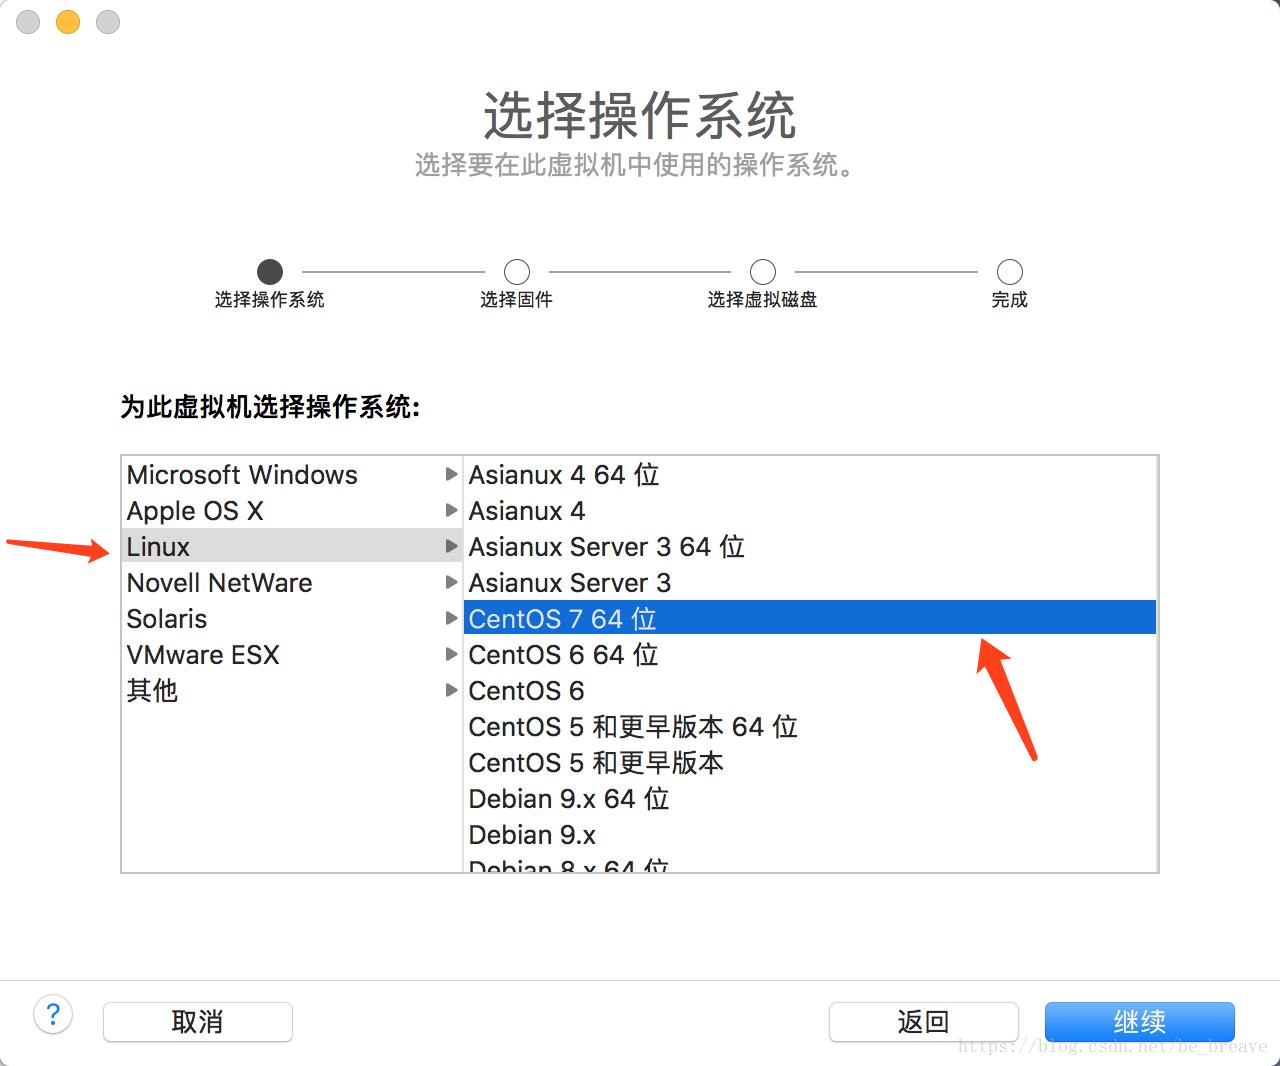 选择操作系统
选择要在此虚拟机中使用的操作系统。
选择操作系统
选择固件
选择虚拟磁盘
完成
为此虚拟机选择操作系统:
Microsoft Windows
Apple OS X
Linux
Novell NetWare
Solaris
VMware ESX
其他
Asianux 4 64 位
Asianux 4
Asianux Server 3 64 位
Asianux Server 3
CentOS 7 64 位
CentOS 6 64 位
CentOS 6
CentOS 5 和更早版本 64 位
CentOS 5 和更早版本
Debian 9.x 64 位
Debian 9.x
Debian 8.x 64 位
?
取消
返回
继续
https://blog.csdn.net/be_breave